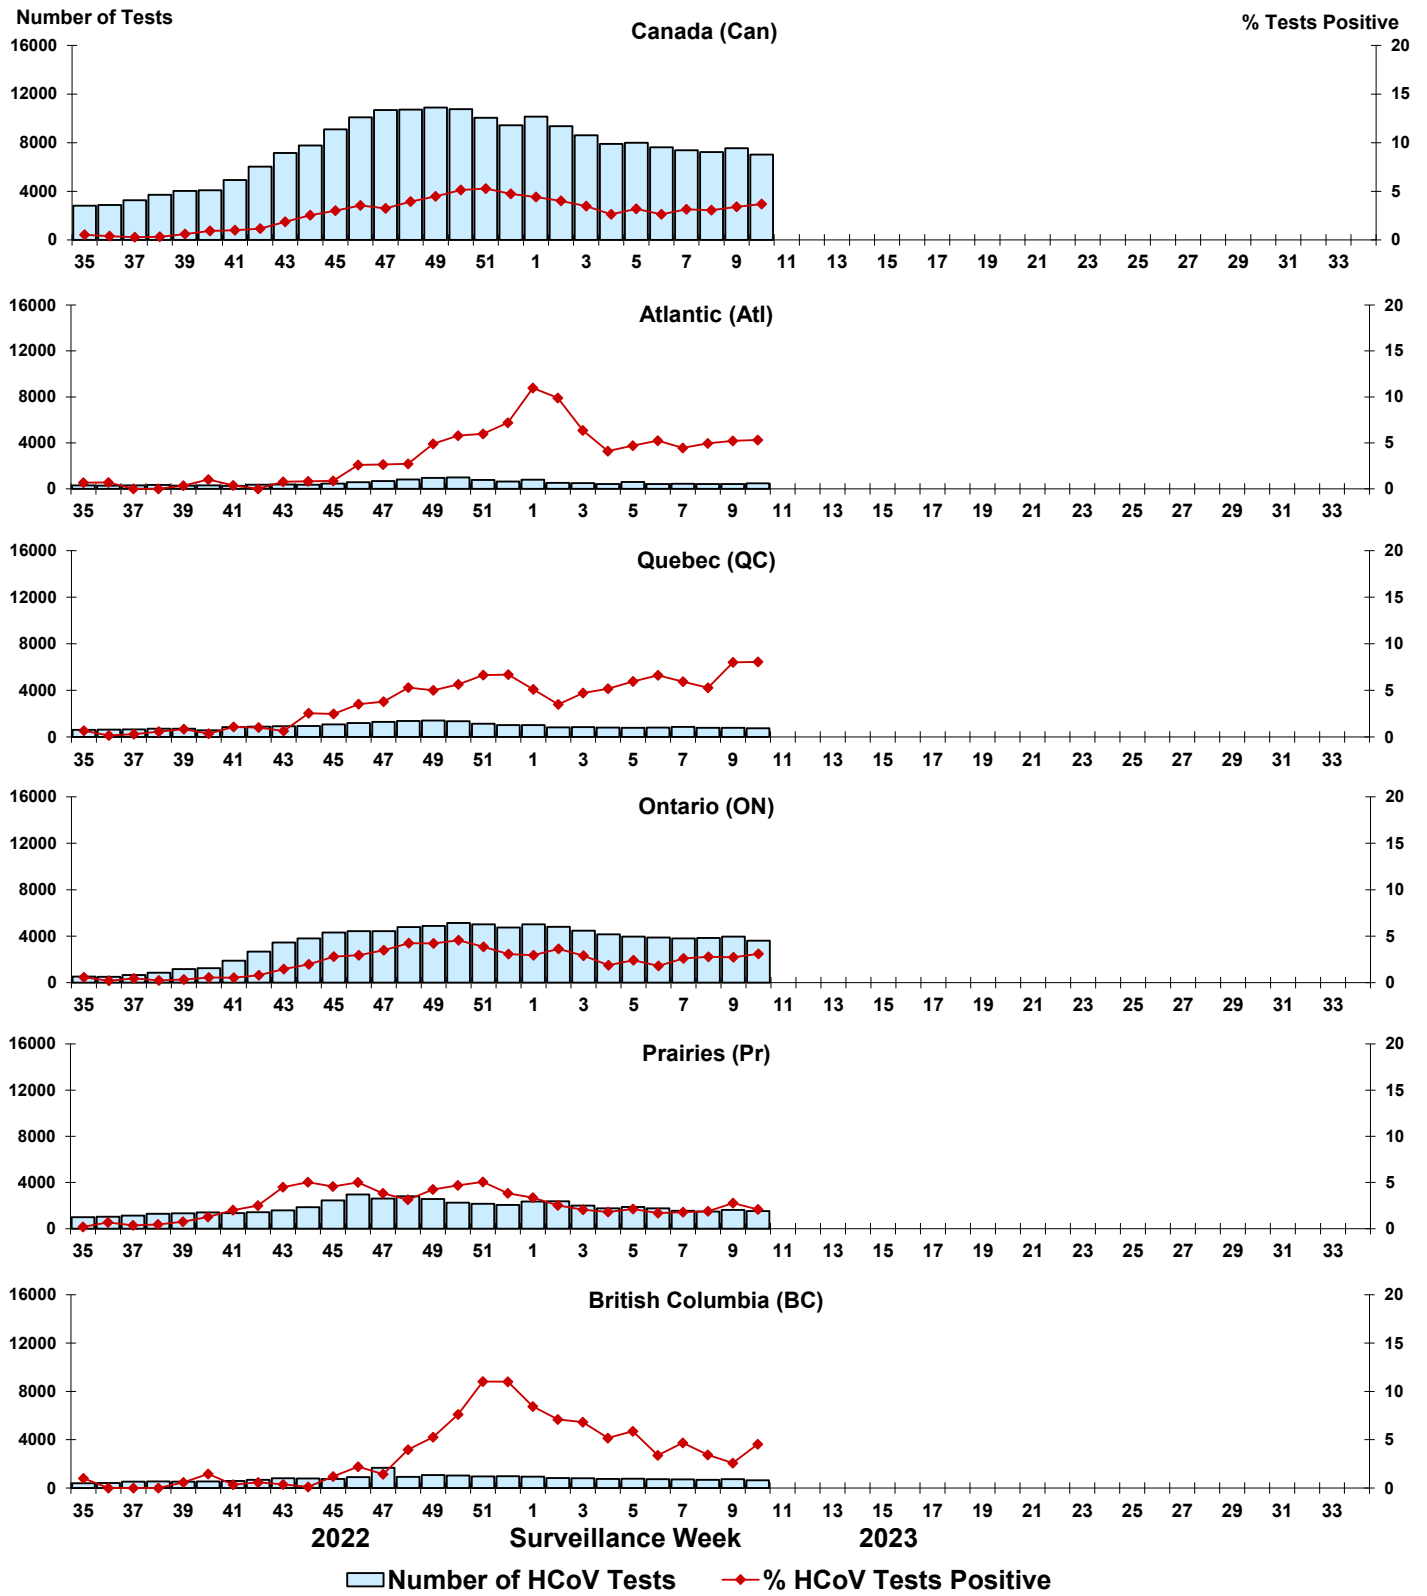 Number of Tests
% Tests Positive
Canada (Can)
16000 20
12000 15
8000 10
4000 5
0 0
35 37 39 41 43 45 47 49 51 1 3 5 7 9 11 13 15 17 19 21 23 25 27 29 31 33
Atlantic (Atl)
16000 20
12000 15
8000 10
4000 5
0 0
35 37 39 41 43 45 47 49 51 1 3 5 7 9 11 13 15 17 19 21 23 25 27 29 31 33
Quebec (QC)
16000 20
12000 15
8000 10
4000 5
0 0
35 37 39 41 43 45 47 49 51 1 3 5 7 9 11 13 15 17 19 21 23 25 27 29 31 33
Ontario (ON)
16000 20
12000 15
8000 10
4000 5
0 0
35 37 39 41 43 45 47 49 51 1 3 5 7 9 11 13 15 17 19 21 23 25 27 29 31 33
Prairies (Pr)
16000 20
12000 15
8000 10
4000 5
0 0
35 37 39 41 43 45 47 49 51 1 3 5 7 9 11 13 15 17 19 21 23 25 27 29 31 33
British Columbia (BC)
16000 20
12000 15
8000 10
4000 5
0 0
35 37 39 41 43 45 47 49 51 1 3 5 7 9 11 13 15 17 19 21 23 25 27 29 31 33
2022 Surveillance Week 2023
Number of HCoV Tests % HCoV Tests Positive